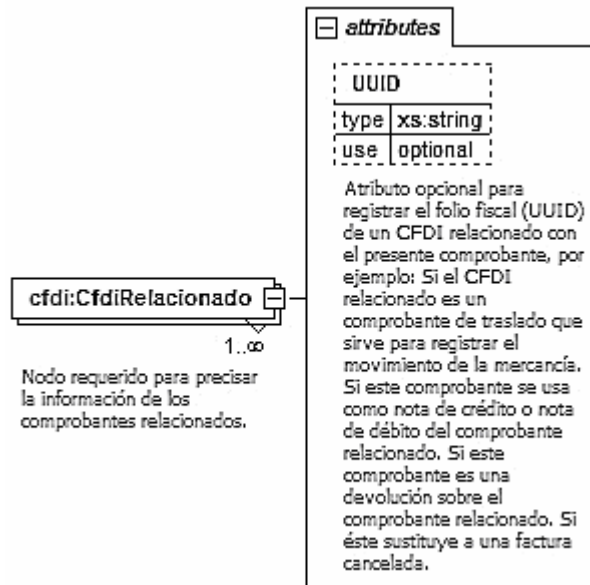 attributes
UUID
type xs:string
use optional
Atributo opcional para
registrar el folio fiscal (UUID)
de un CFDI relacionado con
el presente comprobante, por
ejemplo: Si el CFDI
relacionado es un
comprobante de traslado que
sirve para registrar el
movimiento de la mercancía.
Si este comprobante se usa
como nota de crédito o nota
de débito del comprobante
relacionado. Si este
comprobante es una
devolución sobre el
comprobante relacionado. Si
éste sustituye a una factura
cancelada.
cfdi:CfdiRelacionado
1..∞
Nodo requerido para precisar
la información de los
comprobantes relacionados.